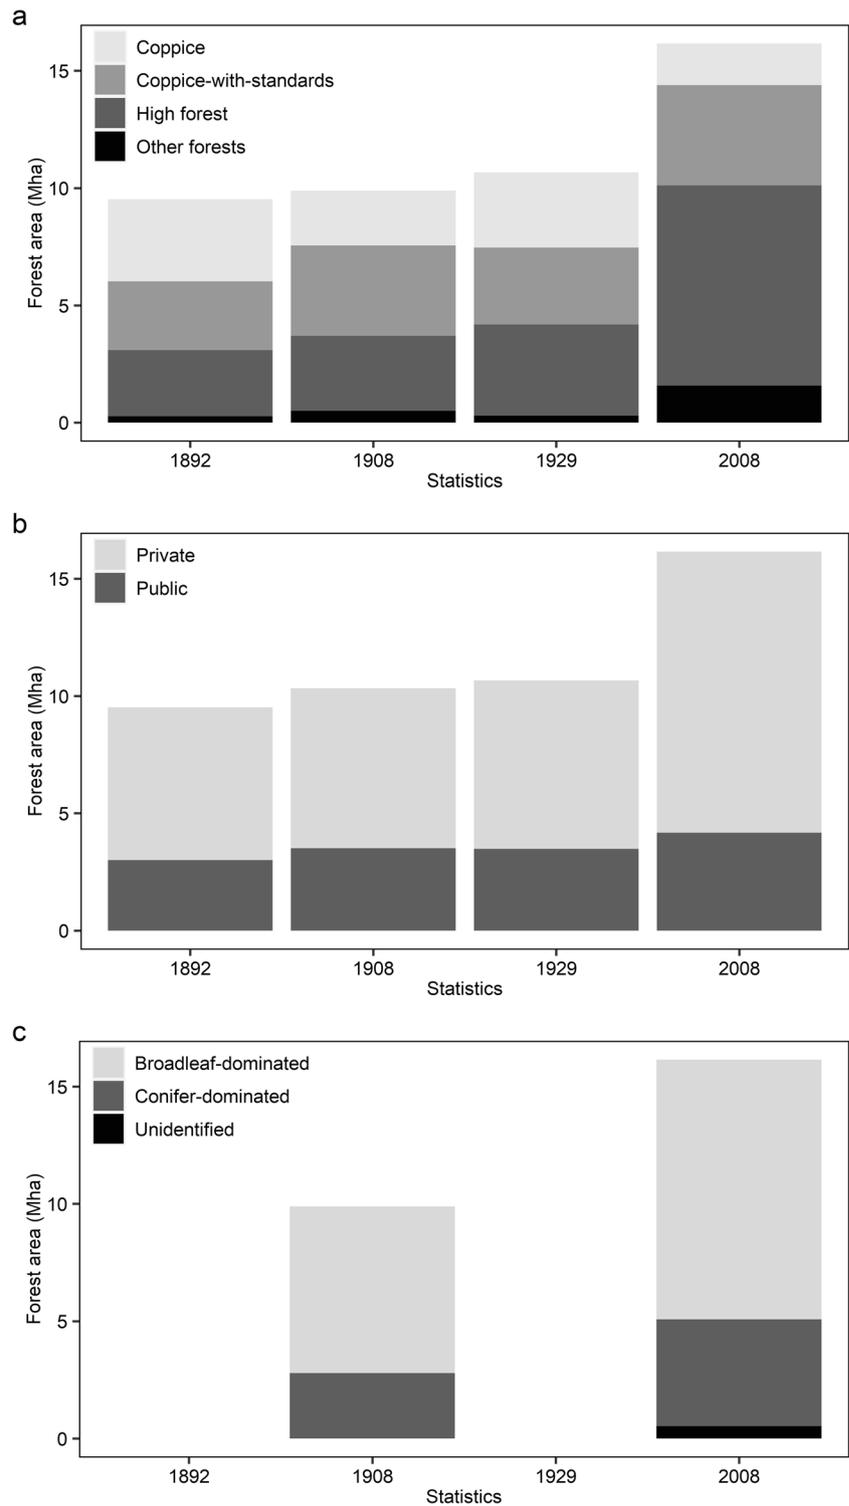 a
Coppice
Coppice-with-standards
High forest
Other forests
15
10
5
0
Forest area (Mha)
1892 1908 1929 2008
Statistics
b
Private
Public
15
10
5
0
Forest area (Mha)
1892 1908 1929 2008
Statistics
c
Broadleaf-dominated
Conifer-dominated
Unidentified
15
10
5
0
Forest area (Mha)
1892 1908 1929 2008
Statistics